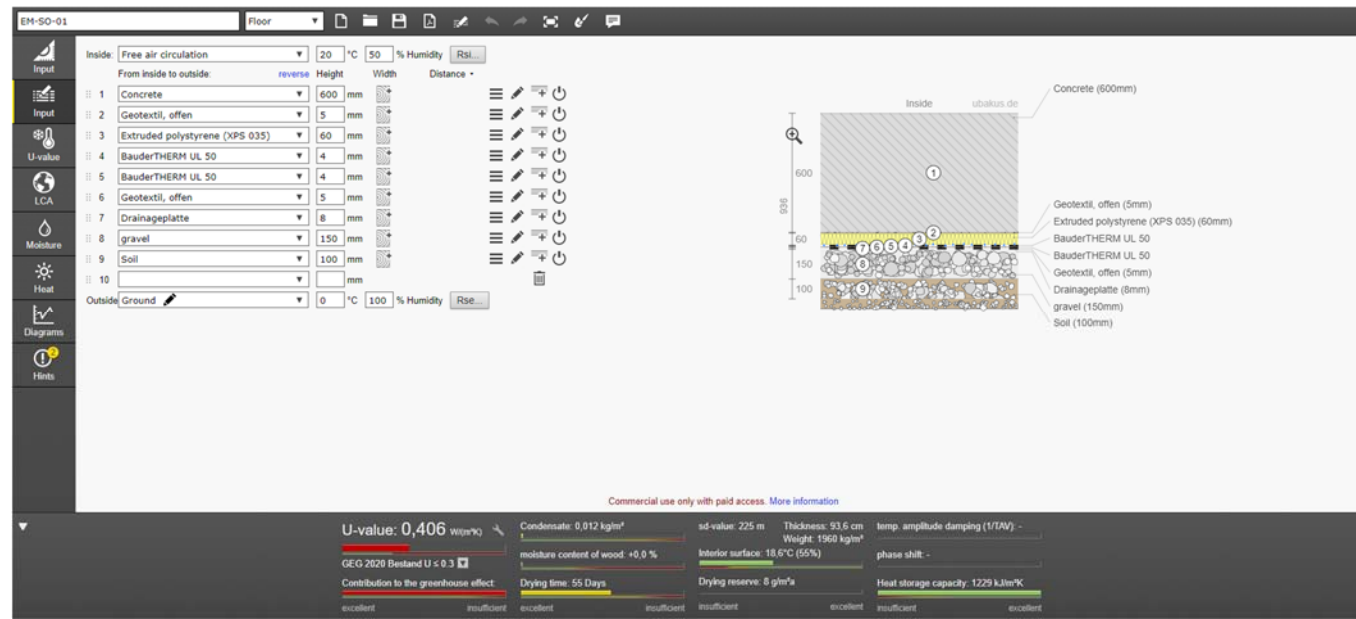 EM-SO-01 Floor
Input
Input
U-value
LCA
Moisture
Heat
Diagrams
2
Hints
Inside: Free air circulation 20 °C 50 % Humidity Rsi...
From inside to outside: reverse Height Width Distance
1 Concrete 600 mm
2 Geotextil, offen 5 mm
3 Extruded polystyrene (XPS 035) 60 mm
4 BauderTHERM UL 50 4 mm
5 BauderTHERM UL 50 4 mm
6 Geotextil, offen 5 mm
7 Drainageplatte 8 mm
8 gravel 150 mm
9 Soil 100 mm
10 mm
Outside Ground 0 °C 100 % Humidity Rse...
Inside ubakus.de
936
600
60
150
100
1
2
3
4
5
6
7
8
9
Concrete (600mm)
Geotextil, offen (5mm)
Extruded polystyrene (XPS 035) (60mm)
BauderTHERM UL 50
BauderTHERM UL 50
Geotextil, offen (5mm)
Drainageplatte (8mm)
gravel (150mm)
Soil (100mm)
Commercial use only with paid access. More information
U-value: 0,406 W/(m²K)
GEG 2020 Bestand U ≤ 0.3
Contribution to the greenhouse effect:
excellent insufficient
Condensate: 0,012 kg/m²
moisture content of wood: +0,0 %
Drying time: 55 Days
excellent insufficient
sd-value: 225 m Thickness: 93,6 cm
Weight: 1960 kg/m²
Interior surface: 18,6°C (55%)
Drying reserve: 8 g/m²a
insufficient excellent
temp. amplitude damping (1/TAV): -
phase shift: -
Heat storage capacity: 1229 kJ/m²K
insufficient excellent